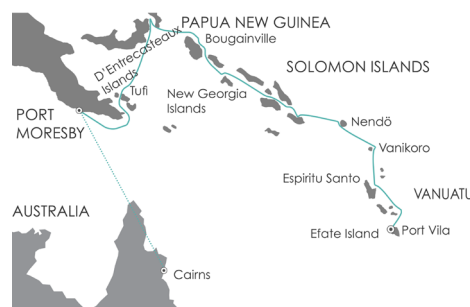 PAPUA NEW GUINEA
Bougainville
D'Entrecasteaux
Islands
SOLOMON ISLANDS
Tufi
New Georgia
Islands
PORT
MORESBY
Nendö
Vanikoro
Espiritu Santo
VANUATU
AUSTRALIA
Efate Island
Port Vila
Cairns